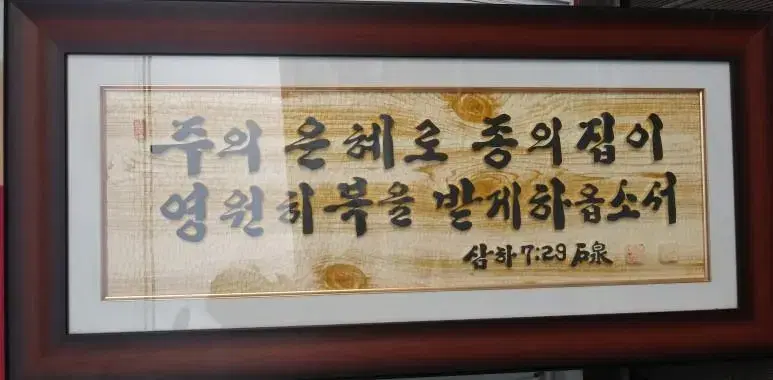 주의 은혜로 종의 집이
영원히 복을 받게하옵소서
삼하 7:29 石泉